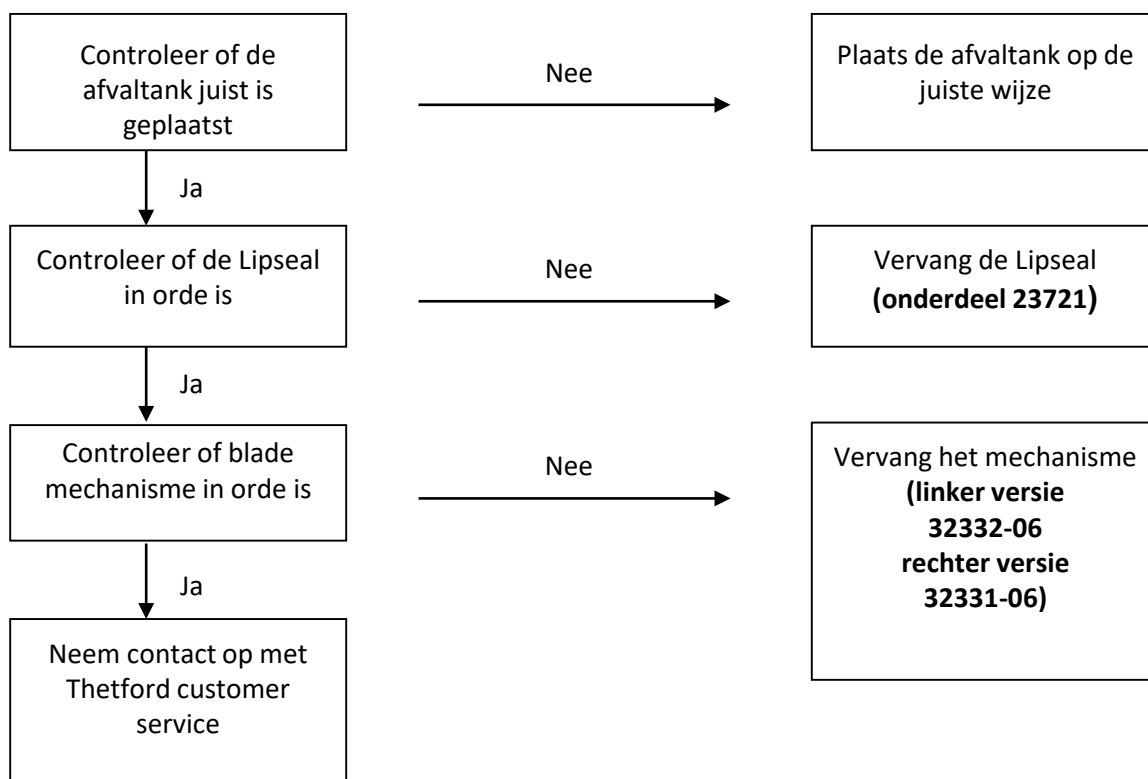 Controleer of de
afvaltank juist is
geplaatst
Nee
Plaats de afvaltank op de
juiste wijze
Ja
Controleer of de Lipseal
in orde is
Nee
Vervang de Lipseal
(onderdeel 23721)
Ja
Controleer of blade
mechanisme in orde is
Nee
Vervang het mechanisme
(linker versie
32332-06
rechter versie
32331-06)
Ja
Neem contact op met
Thetford customer
service